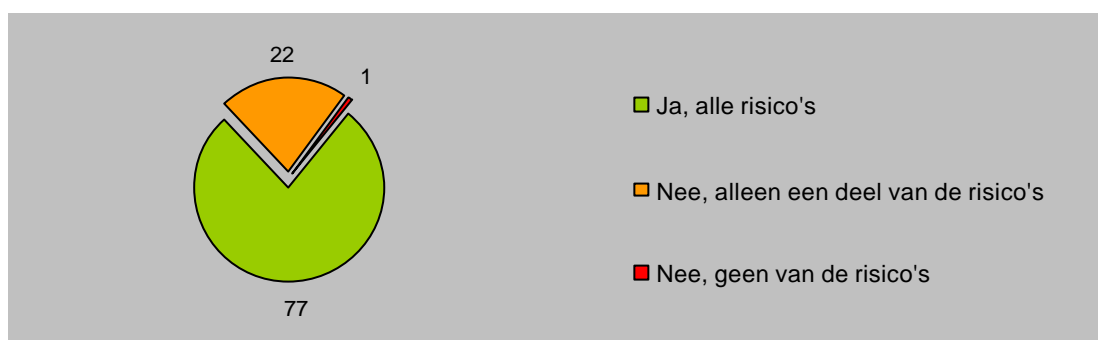 22
1
77
Ja, alle risico's
Nee, alleen een deel van de risico's
Nee, geen van de risico's